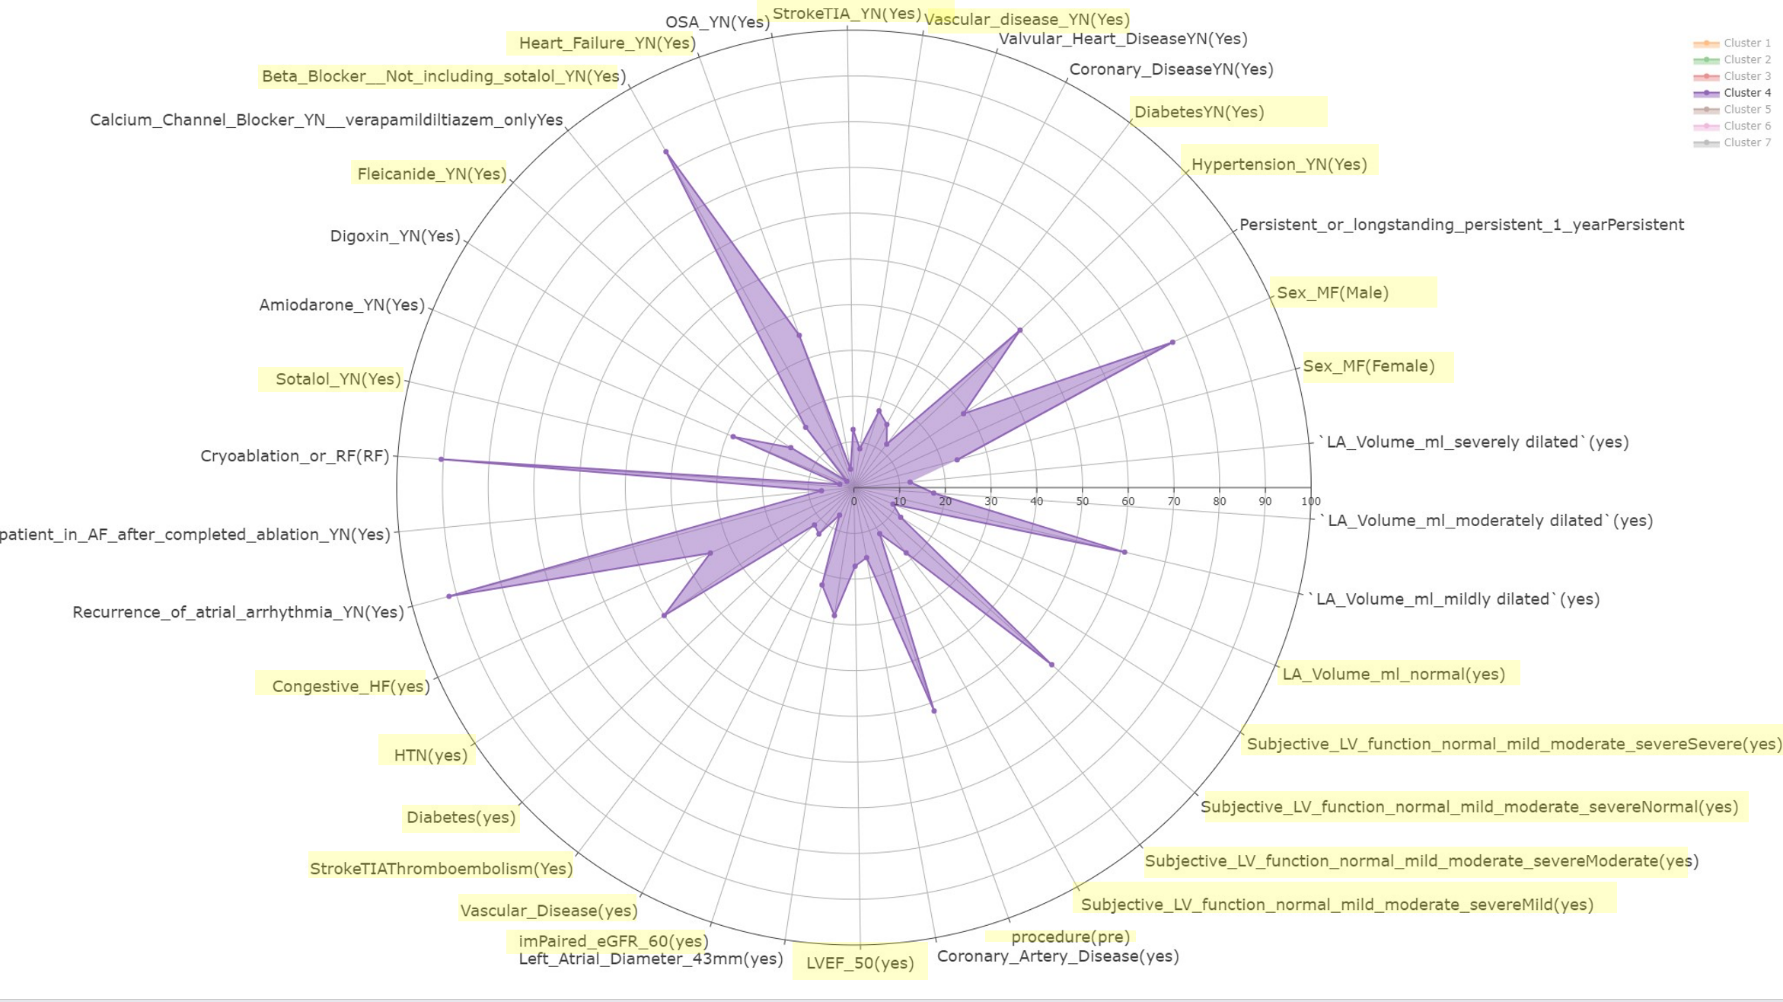 StrokeTIA_YN(Yes)
Vascular_disease_YN(Yes)
OSA_YN(Yes)
Valvular_Heart_DiseaseYN(Yes)
Heart_Failure_YN(Yes)
Coronary_DiseaseYN(Yes)
Beta_Blocker__Not_including_sotalol_YN(Yes)
DiabetesYN(Yes)
Calcium_Channel_Blocker_YN__verapamildiltiazem_onlyYes
Hypertension_YN(Yes)
Fleicanide_YN(Yes)
Persistent_or_longstanding_persistent_1_yearPersistent
Digoxin_YN(Yes)
Sex_MF(Male)
Amiodarone_YN(Yes)
Sex_MF(Female)
Sotalol_YN(Yes)
`LA_Volume_ml_severely dilated`(yes)
Cryoablation_or_RF(RF)
0 10 20 30 40 50 60 70 80 90 100
`LA_Volume_ml_moderately dilated`(yes)
patient_in_AF_after_completed_ablation_YN(Yes)
`LA_Volume_ml_mildly dilated`(yes)
Recurrence_of_atrial_arrhythmia_YN(Yes)
LA_Volume_ml_normal(yes)
Congestive_HF(yes)
Subjective_LV_function_normal_mild_moderate_severeSevere(yes)
HTN(yes)
Subjective_LV_function_normal_mild_moderate_severeNormal(yes)
Diabetes(yes)
Subjective_LV_function_normal_mild_moderate_severeModerate(yes)
StrokeTIAThromboembolism(Yes)
Subjective_LV_function_normal_mild_moderate_severeMild(yes)
Vascular_Disease(yes)
procedure(pre)
imPaired_eGFR_60(yes)
Coronary_Artery_Disease(yes)
Left_Atrial_Diameter_43mm(yes)
LVEF_50(yes)
Cluster 1
Cluster 2
Cluster 3
Cluster 4
Cluster 5
Cluster 6
Cluster 7